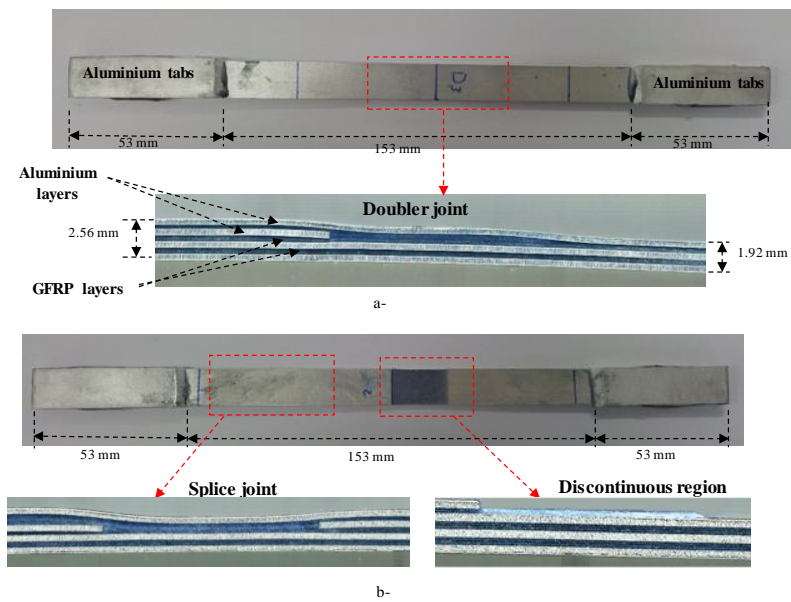 Aluminium tabs
Aluminium tabs
53 mm
153 mm
53 mm
Aluminium
layers
Doubler joint
2.56 mm
1.92 mm
GFRP layers
a-
53 mm
153 mm
53 mm
Splice joint
Discontinuous region
b-